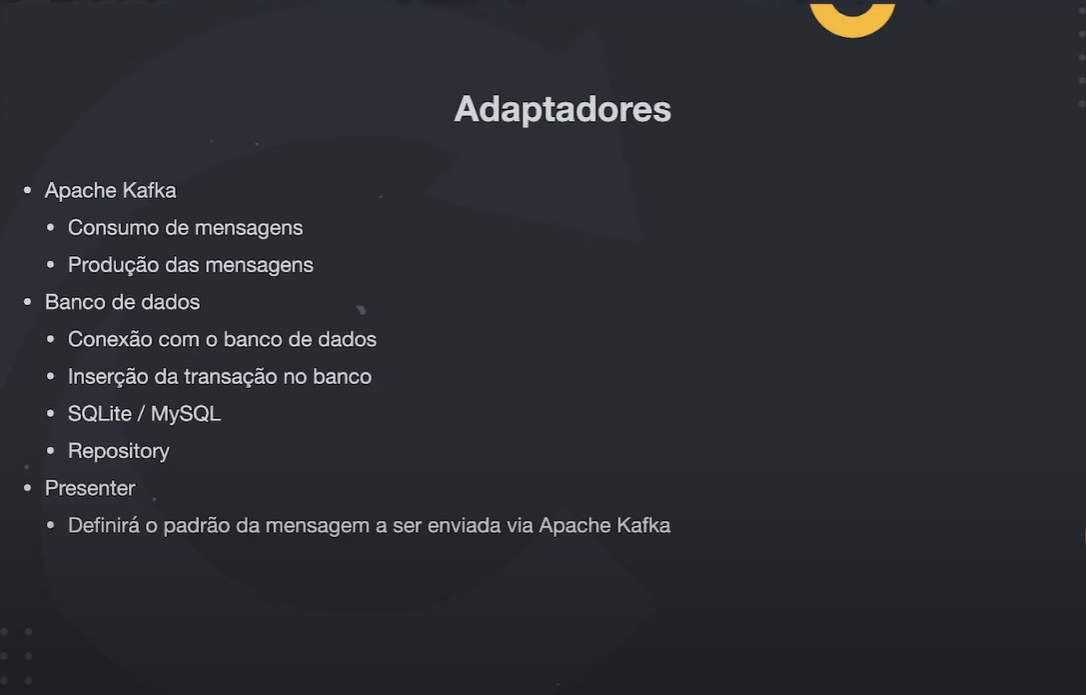 Adaptadores
• Apache Kafka
• Consumo de mensagens
• Produção das mensagens
• Banco de dados
• Conexão com o banco de dados
• Inserção da transação no banco
• SQLite / MySQL
• Repository
• Presenter
• Definirá o padrão da mensagem a ser enviada via Apache Kafka